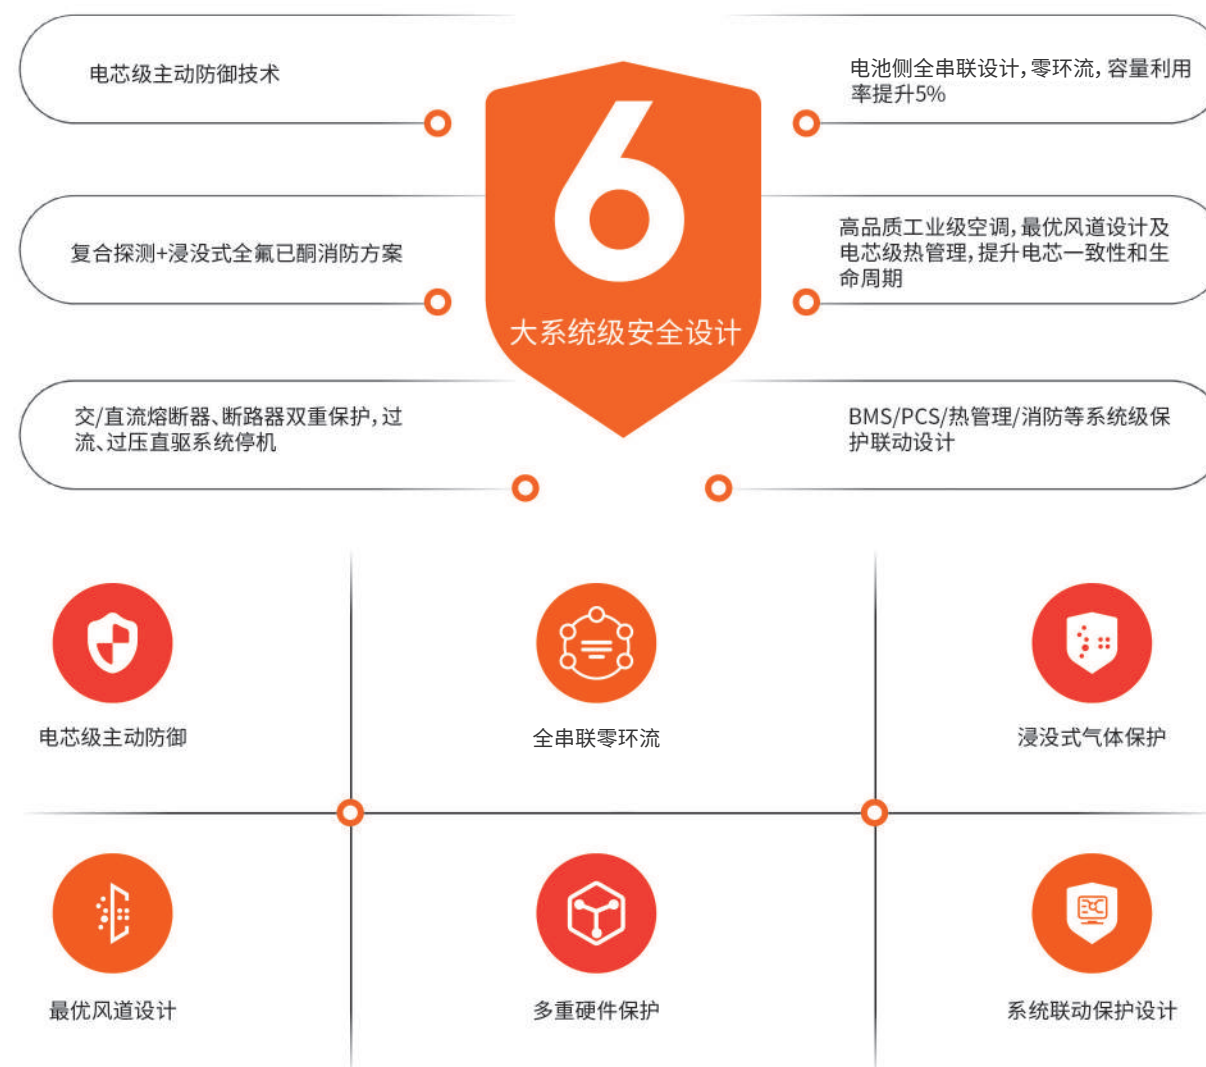 电芯级主动防御技术
复合探测+浸没式全氟已酮消防方案
交/直流熔断器、断路器双重保护，过
流、过压直驱系统停机
6
大系统级安全设计
电池侧全串联设计，零环流，容量利用
率提升5%
高品质工业级空调，最优风道设计及
电芯级热管理，提升电芯一致性和生
命周期
BMS/PCS/热管理/消防等系统级保
护联动设计
电芯级主动防御
全串联零环流
浸没式气体保护
最优风道设计
多重硬件保护
系统联动保护设计